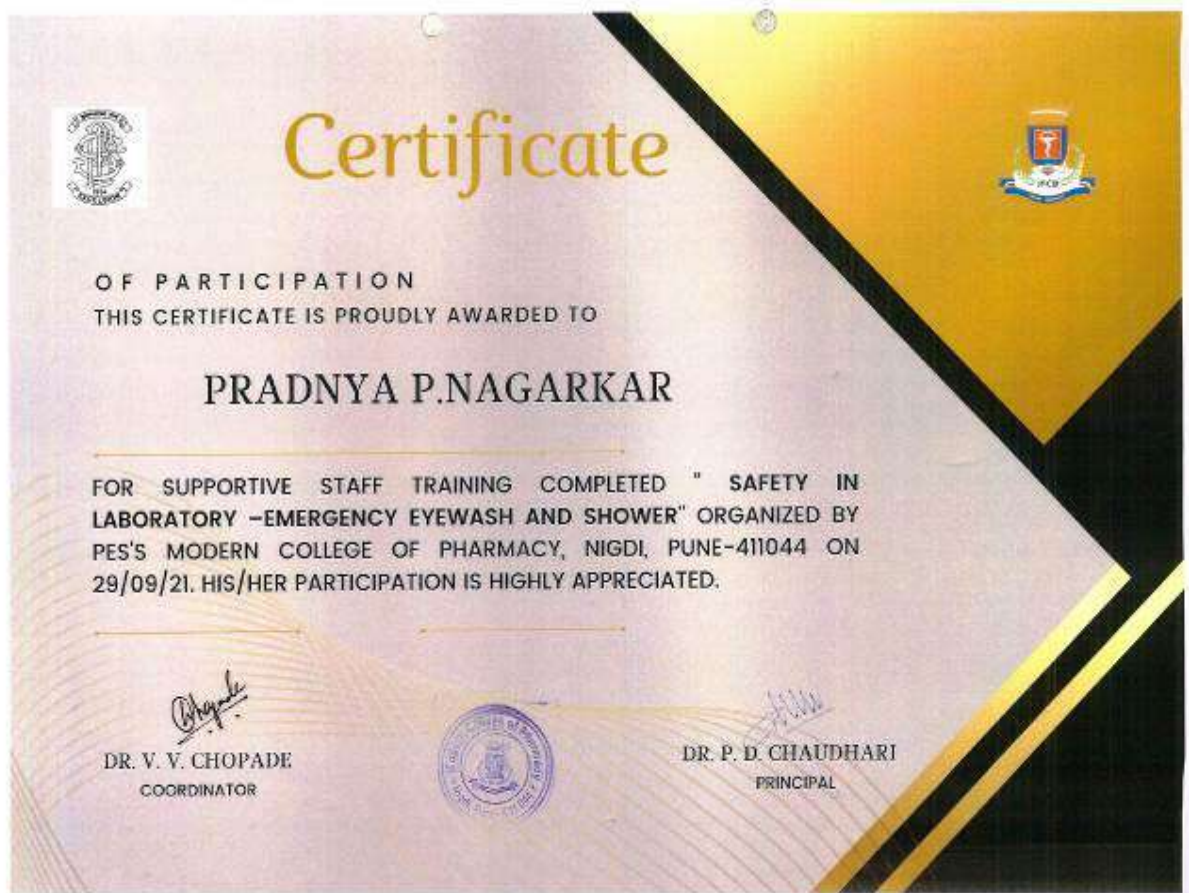 Certificate
OF PARTICIPATION
THIS CERTIFICATE IS PROUDLY AWARDED TO
PRADNYA P.NAGARKAR
FOR SUPPORTIVE STAFF TRAINING COMPLETED " SAFETY IN
LABORATORY –EMERGENCY EYEWASH AND SHOWER" ORGANIZED BY
PES'S MODERN COLLEGE OF PHARMACY, NIGDI, PUNE-411044 ON
29/09/21. HIS/HER PARTICIPATION IS HIGHLY APPRECIATED.
Chopade
DR. V. V. CHOPADE
COORDINATOR
DR. P. D. CHAUDHARI
PRINCIPAL